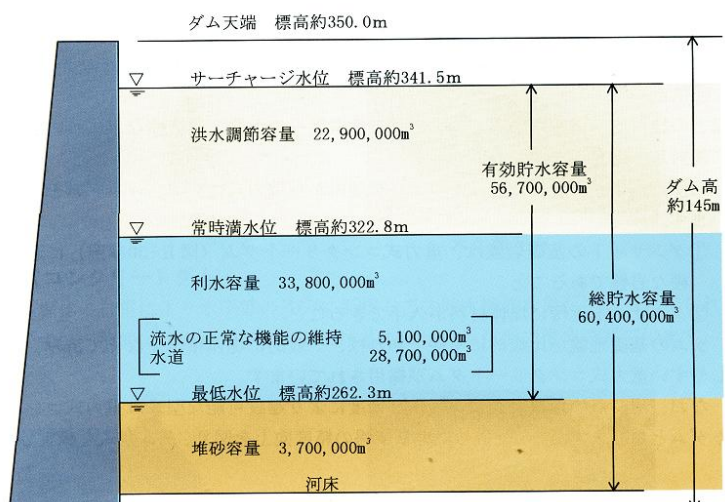 ダム天端 標高約350.0m
サーチャージ水位 標高約341.5m
洪水調節容量 22,900,000m³
有効貯水容量
56,700,000m³
ダム高
約145m
常時満水位 標高約322.8m
利水容量 33,800,000m³
総貯水容量
60,400,000m³
流水の正常な機能の維持 5,100,000m³
水道 28,700,000m³
最低水位 標高約262.3m
堆砂容量 3,700,000m³
河床